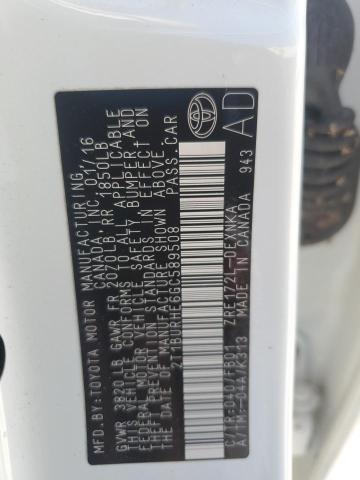 MFD.BY:TOYOTA MOTOR MANUFACTURING,
CANADA, INC. 01/16
GVWR 3820LB GAWR FR 2070LB RR 1850LB
THIS VEHICLE CONFORMS TO ALL APPLICABLE
FEDERAL MOTOR VEHICLE SAFETY, BUMPER, AND
THEFT PREVENTION STANDARDS IN EFFECT ON
THE DATE OF MANUFACTURE SHOWN ABOVE.
2T1BURHE6GC589508 PASS.CAR
C/TR:040/FB01 ZRE172L-DEXNKA
A/TM:-04A/K313 MADE IN CANADA 943
AD